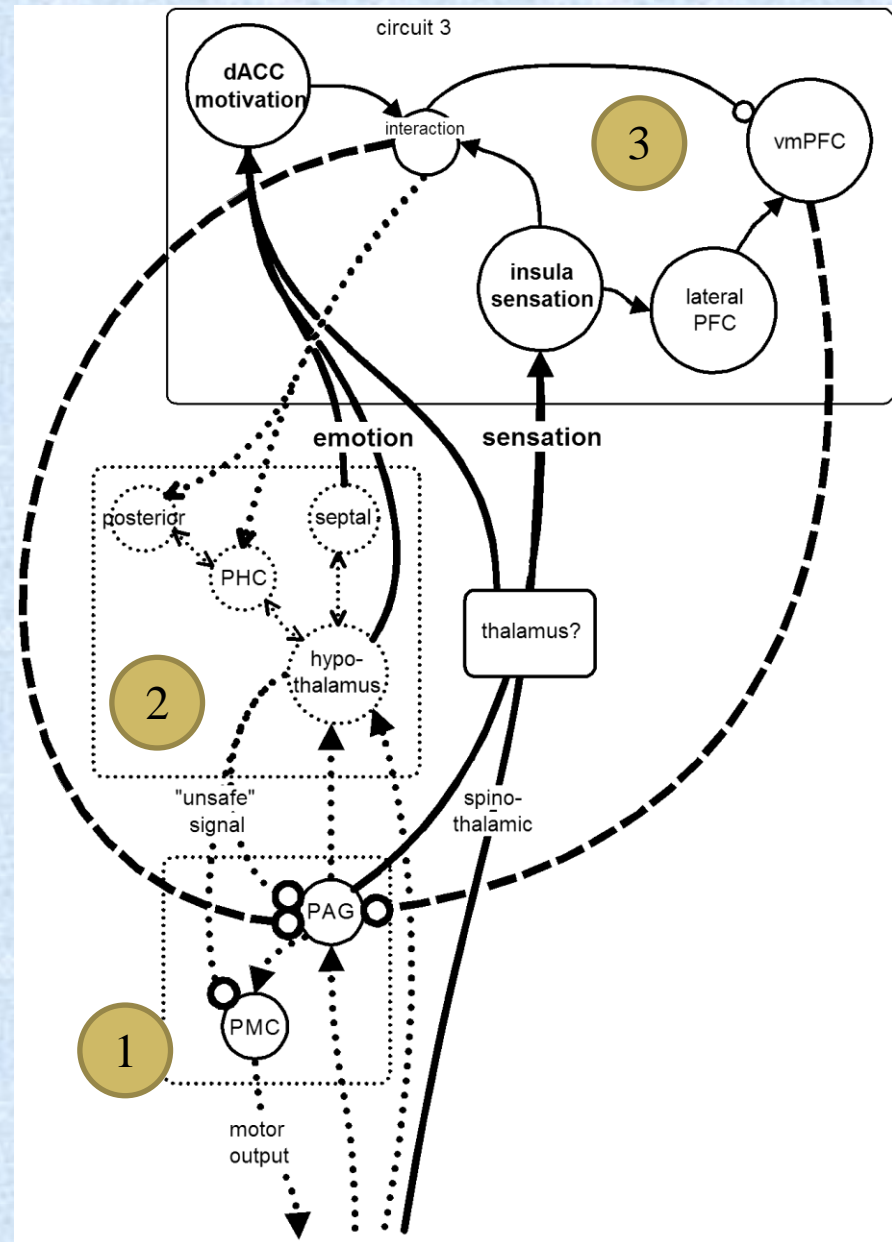 circuit 3
dACC
motivation
interaction
3
vmPFC
insula
sensation
lateral
PFC
emotion
sensation
posterior
septal
PHC
thalamus?
hypo-
thalamus
2
"unsafe"
signal
spino-
thalamic
PAG
PMC
1
motor
output